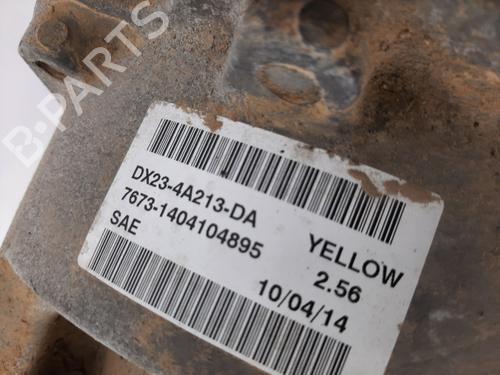 B-PARTS
DX23-4A213-DA
7673-1404104895
SAE
YELLOW
2.56
10/04/14